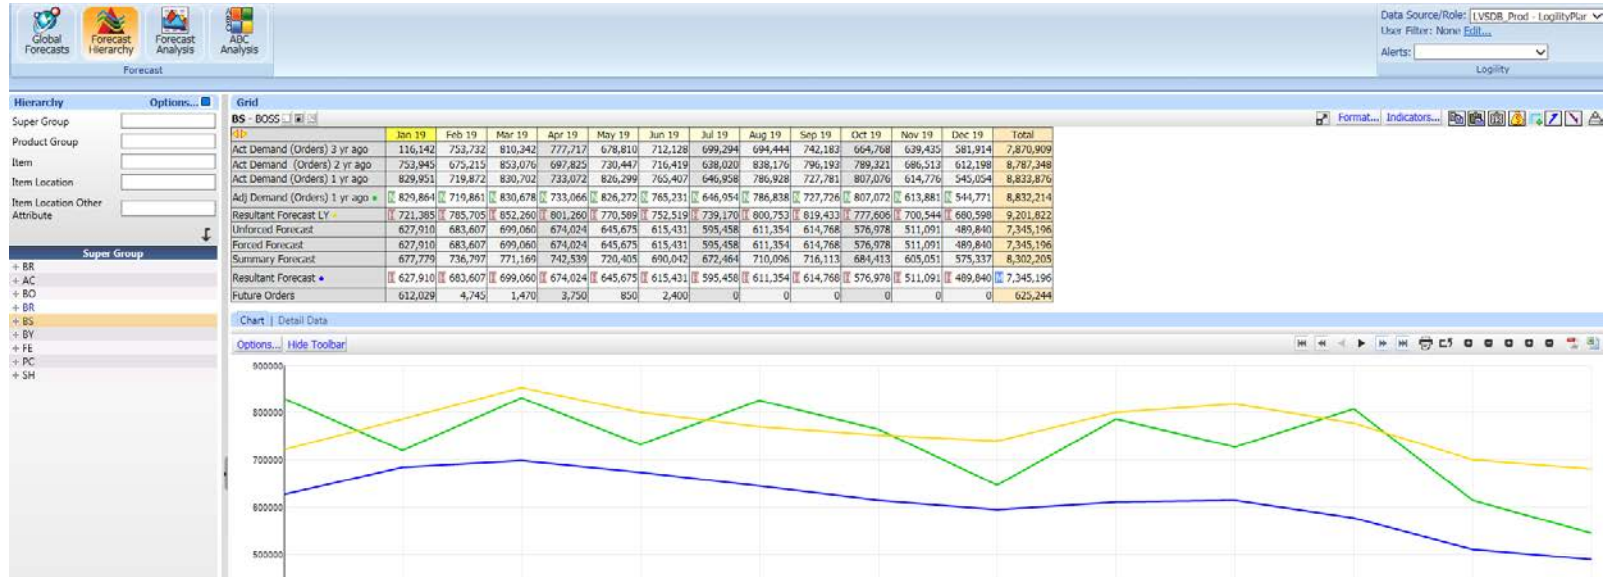 Global Forecasts
Forecast Hierarchy
Forecast Analysis
ABC Analysis
Forecast
Data Source/Role: LVSDB_Prod - LogilityPlar
User Filter: None Edit...
Alerts:
Logility
Hierarchy Options...
Super Group
Product Group
Item
Item Location
Item Location Other Attribute
Super Group
+ BR
+ AC
+ BO
+ BR
+ BS
+ BY
+ FE
+ PC
+ SH
Grid
BS - BOSS
Format... Indicators...
Jan 19 Feb 19 Mar 19 Apr 19 May 19 Jun 19 Jul 19 Aug 19 Sep 19 Oct 19 Nov 19 Dec 19 Total
Act Demand (Orders) 3 yr ago 116,142 753,732 810,342 777,717 678,810 712,128 699,294 694,444 742,183 664,768 639,435 581,914 7,870,909
Act Demand (Orders) 2 yr ago 753,945 675,215 853,076 697,825 730,447 716,419 638,020 838,176 796,193 789,321 686,513 612,198 8,787,348
Act Demand (Orders) 1 yr ago 829,951 719,872 830,702 733,072 826,299 765,407 646,958 786,928 727,781 807,076 614,776 545,054 8,833,876
Adj Demand (Orders) 1 yr ago 829,864 719,861 830,678 733,066 826,272 765,231 646,954 786,838 727,726 807,072 613,881 544,771 8,832,214
Resultant Forecast LY 721,385 785,705 852,260 801,260 770,589 752,519 739,170 800,753 819,433 777,606 700,544 680,598 9,201,822
Unforced Forecast 627,910 683,607 699,060 674,024 645,675 615,431 595,458 611,354 614,768 576,978 511,091 489,840 7,345,196
Forced Forecast 627,910 683,607 699,060 674,024 645,675 615,431 595,458 611,354 614,768 576,978 511,091 489,840 7,345,196
Summary Forecast 677,779 736,797 771,169 742,539 720,405 690,042 672,464 710,096 716,113 684,413 605,051 575,337 8,302,205
Resultant Forecast 627,910 683,607 699,060 674,024 645,675 615,431 595,458 611,354 614,768 576,978 511,091 489,840 7,345,196
Future Orders 612,029 4,745 1,470 3,750 850 2,400 0 0 0 0 0 0 625,244
Chart | Detail Data
Options... Hide Toolbar
900000
800000
700000
600000
500000